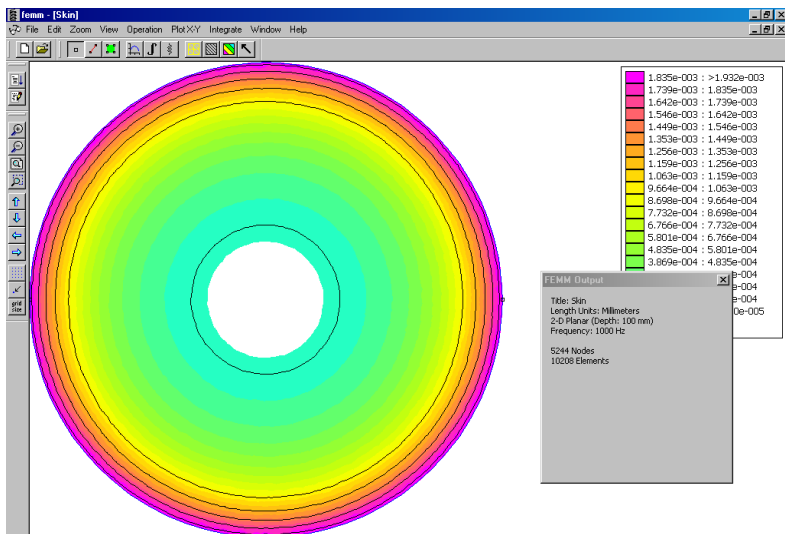 femm - [Skin]
File Edit Zoom View Operation Plot X-Y Integrate Window Help
1.835e-003 : >1.932e-003
1.739e-003 : 1.835e-003
1.642e-003 : 1.739e-003
1.546e-003 : 1.642e-003
1.449e-003 : 1.546e-003
1.353e-003 : 1.449e-003
1.256e-003 : 1.353e-003
1.159e-003 : 1.256e-003
1.063e-003 : 1.159e-003
9.664e-004 : 1.063e-003
8.698e-004 : 9.664e-004
7.732e-004 : 8.698e-004
6.766e-004 : 7.732e-004
5.801e-004 : 6.766e-004
4.835e-004 : 5.801e-004
3.869e-004 : 4.835e-004
e-004
e-004
e-004
0e-005
FEMM Output
Title: Skin
Length Units: Millimeters
2-D Planar (Depth: 100 mm)
Frequency: 1000 Hz
5244 Nodes
10208 Elements
grid
size